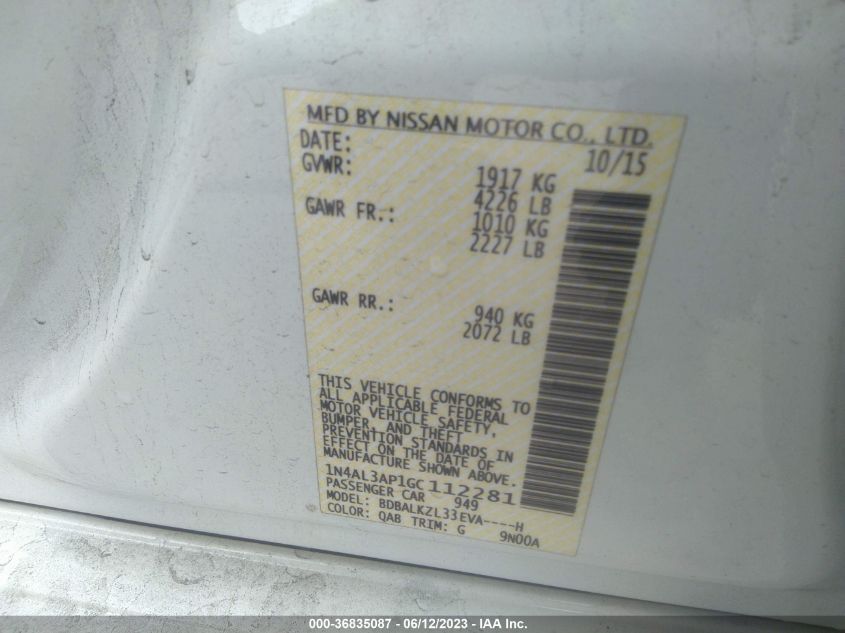 MFD BY NISSAN MOTOR CO., LTD.
DATE: 10/15
GVWR: 1917 KG
4226 LB
GAWR FR.: 1010 KG
2227 LB
GAWR RR.: 940 KG
2072 LB
THIS VEHICLE CONFORMS TO
ALL APPLICABLE FEDERAL
MOTOR VEHICLE SAFETY,
BUMPER, AND THEFT
PREVENTION STANDARDS IN
EFFECT ON THE DATE OF
MANUFACTURE SHOWN ABOVE.
1N4AL3AP1GC112281
PASSENGER CAR 949
MODEL: BDBALKZL33EVA----H
COLOR: QAB TRIM: G 9N00A
000-36835087 - 06/12/2023 - © IAA Inc.